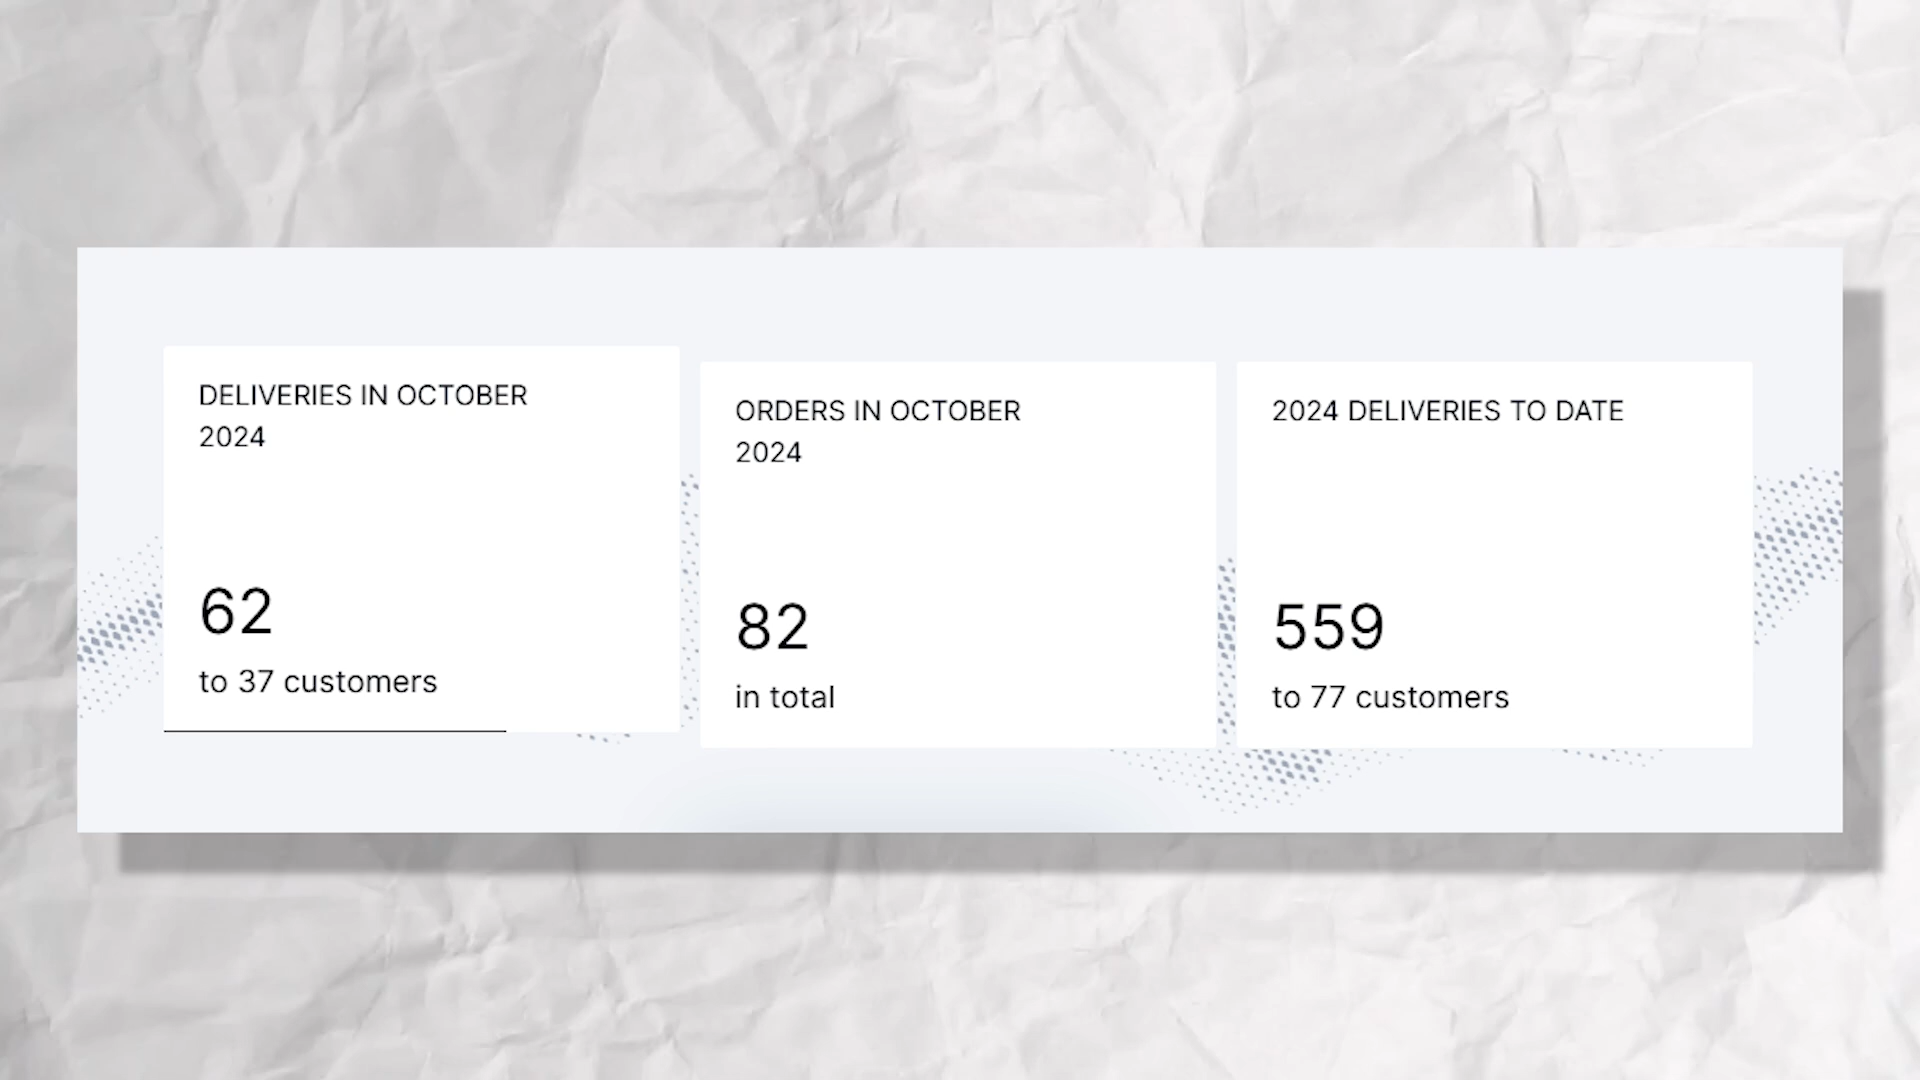 DELIVERIES IN OCTOBER
2024
62
to 37 customers
ORDERS IN OCTOBER
2024
82
in total
2024 DELIVERIES TO DATE
559
to 77 customers